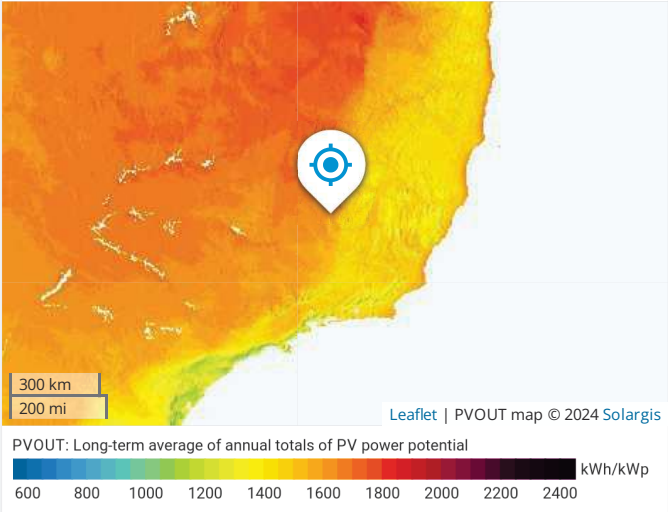 300 km
200 mi
Leaflet | PVOUT map © 2024 Solargis
PVOUT: Long-term average of annual totals of PV power potential
kWh/kWp
600 800 1000 1200 1400 1600 1800 2000 2200 2400